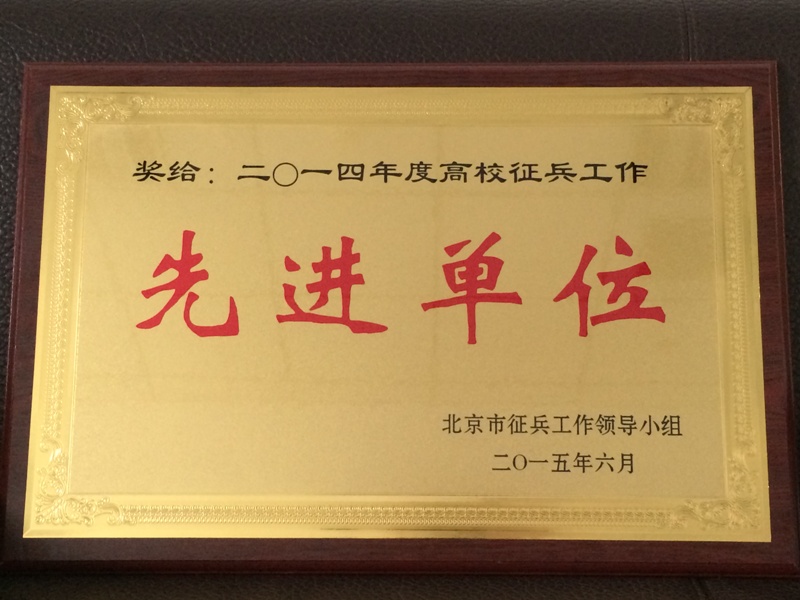 奖给：二〇一四年度高校征兵工作
先进单位
北京市征兵工作领导小组
二〇一五年六月